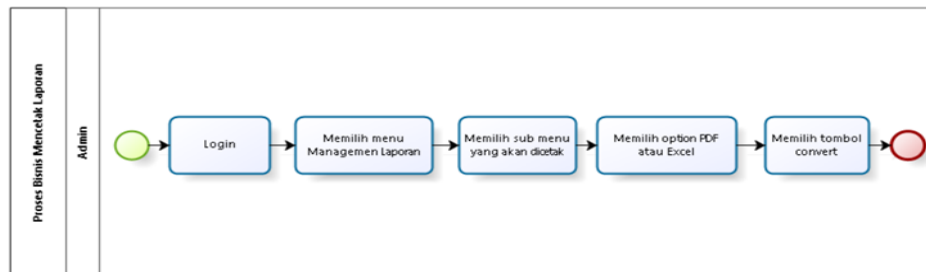 Proses Bisnis Mencetak Laporan
Admin
Login
Memilih menu
Managemen Laporan
Memilih sub menu
yang akan dicetak
Memilih option PDF
atau Excel
Memilih tombol
convert